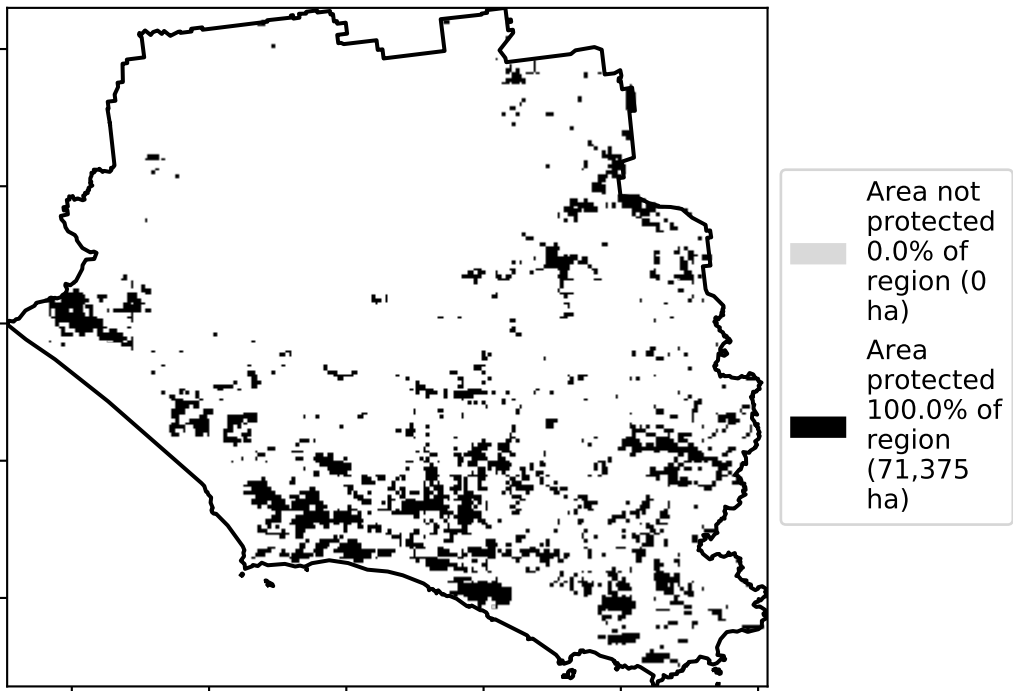 Area not
protected
0.0% of
region (0
ha)
Area
protected
100.0% of
region
(71,375
ha)